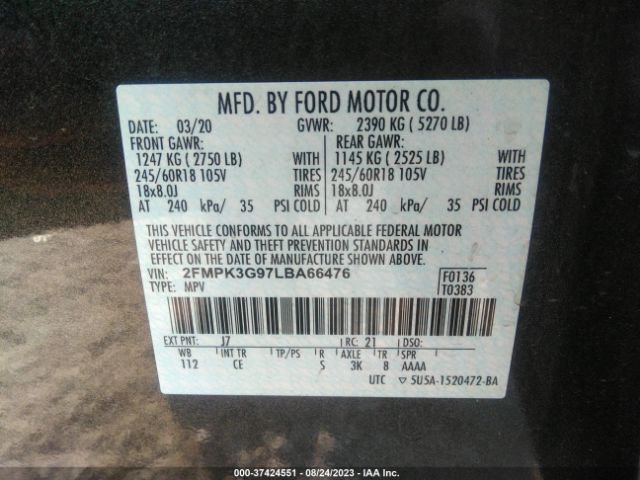 MFD. BY FORD MOTOR CO.
DATE: 03/20 GVWR: 2390 KG ( 5270 LB)
FRONT GAWR: REAR GAWR:
1247 KG ( 2750 LB) WITH 1145 KG ( 2525 LB) WITH
245/60R18 105V TIRES 245/60R18 105V TIRES
18x8.0J RIMS 18x8.0J RIMS
AT 240 kPa/ 35 PSI COLD AT 240 kPa/ 35 PSI COLD
THIS VEHICLE CONFORMS TO ALL APPLICABLE FEDERAL MOTOR
VEHICLE SAFETY AND THEFT PREVENTION STANDARDS IN
EFFECT ON THE DATE OF MANUFACTURE SHOWN ABOVE.
VIN: 2FMPK3G97LBA66476 F0136
TYPE: MPV T0383
EXT PNT: J7 RC: 21 DSO:
WB INT TR TP/PS R AXLE TR SPR
112 CE S 3K 8 AAAA
UTC ▽ 5U5A-1520472-BA
IMAGE#: 37424551 - 08/24/2023 - IAA Inc.